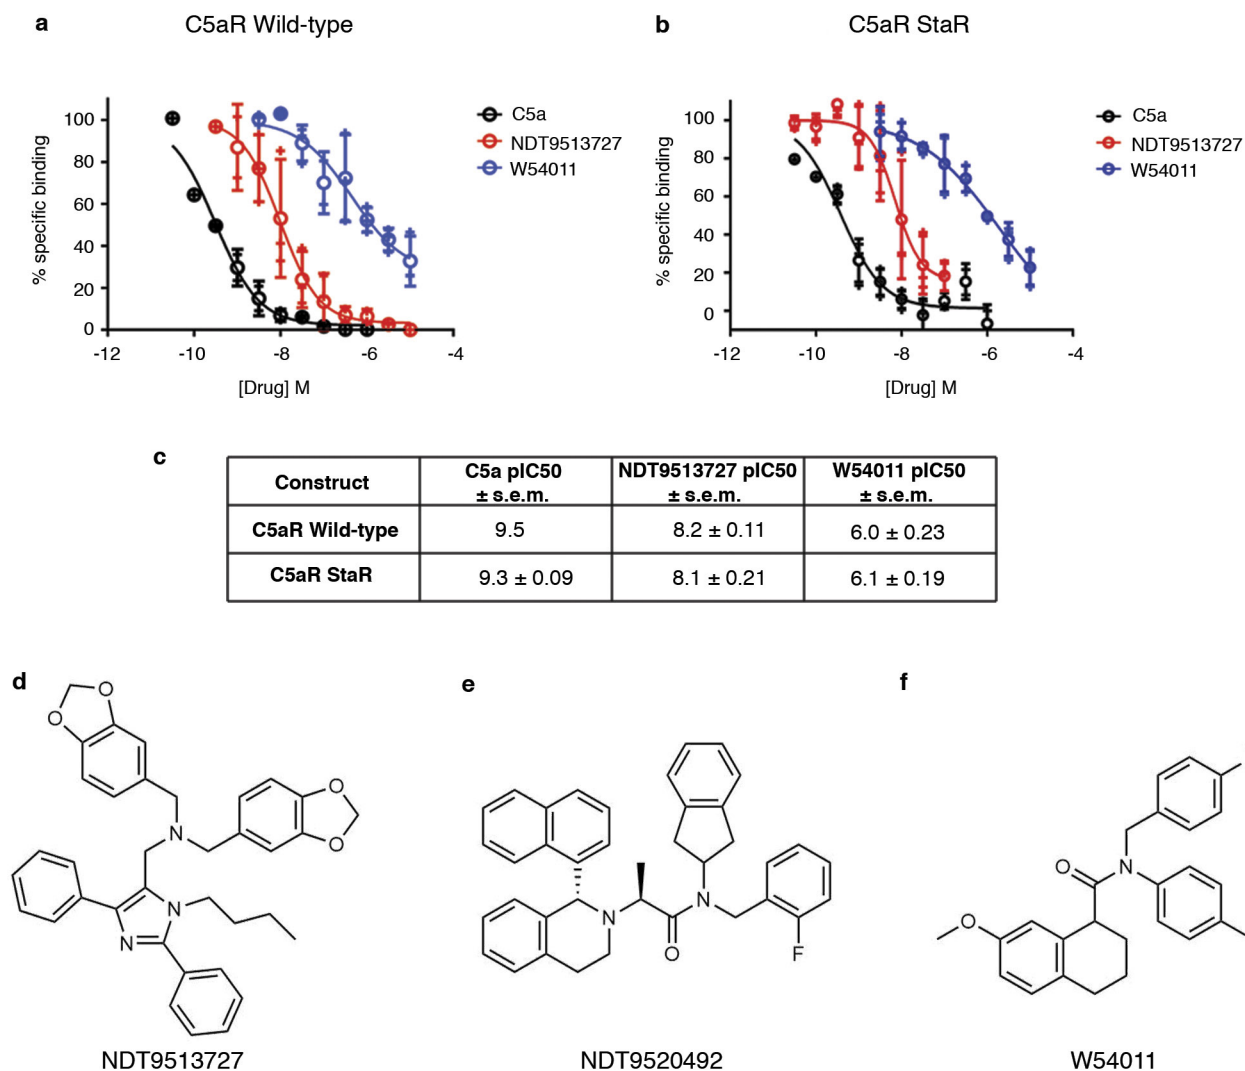 a
C5aR Wild-type
% specific binding
100
80
60
40
20
0
-12
-10
-8
-6
-4
[Drug] M
C5a
NDT9513727
W54011
b
C5aR StaR
% specific binding
100
80
60
40
20
0
-12
-10
-8
-6
-4
[Drug] M
C5a
NDT9513727
W54011
c
Construct
C5a pIC50
± s.e.m.
NDT9513727 pIC50
± s.e.m.
W54011 pIC50
± s.e.m.
C5aR Wild-type
9.5
8.2 ± 0.11
6.0 ± 0.23
C5aR StaR
9.3 ± 0.09
8.1 ± 0.21
6.1 ± 0.19
d
O
O
O
O
N
N
N
NDT9513727
e
N
N
O
F
NDT9520492
f
O
N
O
W54011